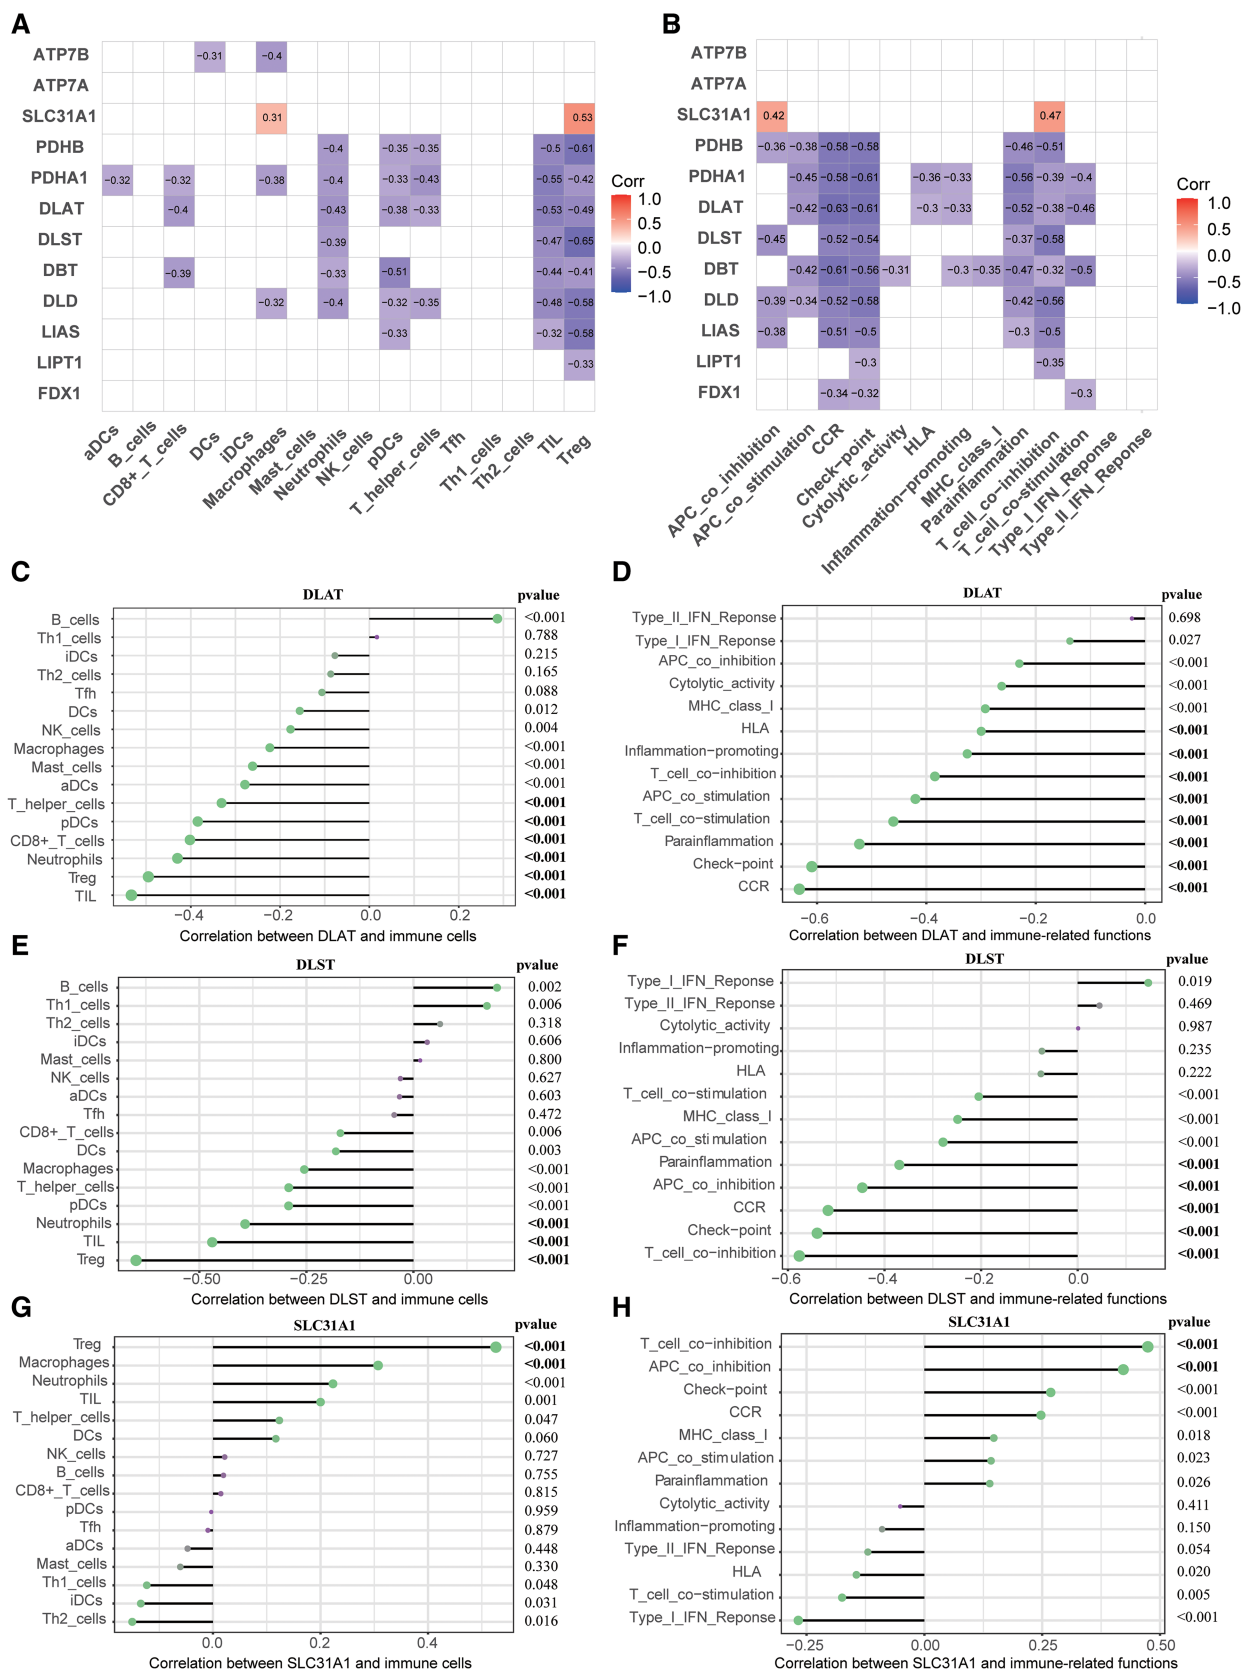 A
ATP7B
−0.31 −0.4
ATP7A
SLC31A1
0.31 0.53
PDHB
−0.4 −0.35 −0.35 −0.5 −0.61
PDHA1
−0.32 −0.32 −0.38 −0.4 −0.33 −0.43 −0.55 −0.42
DLAT
−0.4 −0.43 −0.38 −0.33 −0.53 −0.49
DLST
−0.39 −0.47 −0.65
DBT
−0.39 −0.33 −0.51 −0.44 −0.41
DLD
−0.32 −0.4 −0.32 −0.35 −0.48 −0.58
LIAS
−0.33 −0.32 −0.58
LIPT1
−0.33
FDX1
aDCs
B_cells
CD8+_T_cells
DCs
iDCs
Macrophages
Mast_cells
Neutrophils
NK_cells
pDCs
T_helper_cells
Tfh
Th1_cells
Th2_cells
TIL
Treg
Corr
1.0
0.5
0.0
−0.5
−1.0
B
ATP7B
ATP7A
SLC31A1
0.42 0.47
PDHB
−0.36 −0.38 −0.58 −0.58 −0.46 −0.51
PDHA1
−0.45 −0.58 −0.61 −0.36 −0.33 −0.56 −0.39 −0.4
DLAT
−0.42 −0.63 −0.61 −0.3 −0.33 −0.52 −0.38 −0.46
DLST
−0.45 −0.52 −0.54 −0.37 −0.58
DBT
−0.42 −0.61 −0.56 −0.31 −0.3 −0.35 −0.47 −0.32 −0.5
DLD
−0.39 −0.34 −0.52 −0.58 −0.42 −0.56
LIAS
−0.38 −0.51 −0.5 −0.3 −0.5
LIPT1
−0.3 −0.35
FDX1
−0.34 −0.32 −0.3
APC_co_inhibition
APC_co_stimulation
CCR
Check−point
Cytolytic_activity
HLA
Inflammation−promoting
MHC_class_I
Parainflammation
T_cell_co−inhibition
T_cell_co−stimulation
Type_I_IFN_Reponse
Type_II_IFN_Reponse
Corr
1.0
0.5
0.0
−0.5
−1.0
C
DLAT
pvalue
B_cells <0.001
Th1_cells 0.788
iDCs 0.215
Th2_cells 0.165
Tfh 0.088
DCs 0.012
NK_cells 0.004
Macrophages <0.001
Mast_cells <0.001
aDCs <0.001
T_helper_cells <0.001
pDCs <0.001
CD8+_T_cells <0.001
Neutrophils <0.001
Treg <0.001
TIL <0.001
−0.4 −0.2 0.0 0.2
Correlation between DLAT and immune cells
D
DLAT
pvalue
Type_II_IFN_Reponse 0.698
Type_I_IFN_Reponse 0.027
APC_co_inhibition <0.001
Cytolytic_activity <0.001
MHC_class_I <0.001
HLA <0.001
Inflammation−promoting <0.001
T_cell_co−inhibition <0.001
APC_co_stimulation <0.001
T_cell_co−stimulation <0.001
Parainflammation <0.001
Check−point <0.001
CCR <0.001
−0.6 −0.4 −0.2 0.0
Correlation between DLAT and immune−related functions
E
DLST
pvalue
B_cells 0.002
Th1_cells 0.006
Th2_cells 0.318
iDCs 0.606
Mast_cells 0.800
NK_cells 0.627
aDCs 0.603
Tfh 0.472
CD8+_T_cells 0.006
DCs 0.003
Macrophages <0.001
T_helper_cells <0.001
pDCs <0.001
Neutrophils <0.001
TIL <0.001
Treg <0.001
−0.50 −0.25 0.00
Correlation between DLST and immune cells
F
DLST
pvalue
Type_I_IFN_Reponse 0.019
Type_II_IFN_Reponse 0.469
Cytolytic_activity 0.987
Inflammation−promoting 0.235
HLA 0.222
T_cell_co−stimulation <0.001
MHC_class_I <0.001
APC_co_stimulation <0.001
Parainflammation <0.001
APC_co_inhibition <0.001
CCR <0.001
Check−point <0.001
T_cell_co−inhibition <0.001
−0.6 −0.4 −0.2 0.0
Correlation between DLST and immune−related functions
G
SLC31A1
pvalue
Treg <0.001
Macrophages <0.001
Neutrophils <0.001
TIL 0.001
T_helper_cells 0.047
DCs 0.060
NK_cells 0.727
B_cells 0.755
CD8+_T_cells 0.815
pDCs 0.959
Tfh 0.879
aDCs 0.448
Mast_cells 0.330
Th1_cells 0.048
iDCs 0.031
Th2_cells 0.016
0.0 0.2 0.4
Correlation between SLC31A1 and immune cells
H
SLC31A1
pvalue
T_cell_co−inhibition <0.001
APC_co_inhibition <0.001
Check−point <0.001
CCR <0.001
MHC_class_I 0.018
APC_co_stimulation 0.023
Parainflammation 0.026
Cytolytic_activity 0.411
Inflammation−promoting 0.150
Type_II_IFN_Reponse 0.054
HLA 0.020
T_cell_co−stimulation 0.005
Type_I_IFN_Reponse <0.001
−0.25 0.00 0.25 0.50
Correlation between SLC31A1 and immune−related functions